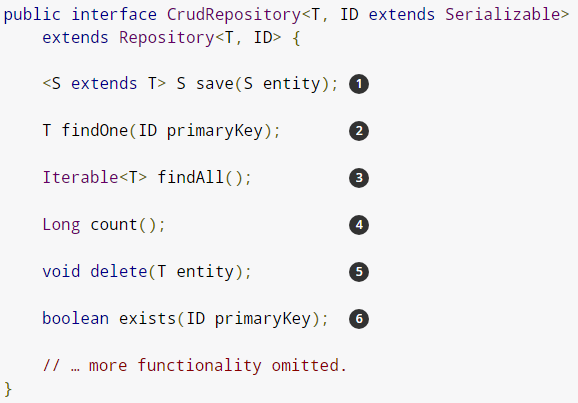 public interface CrudRepository<T, ID extends Serializable>
    extends Repository<T, ID> {
    <S extends T> S save(S entity); 1
    T findOne(ID primaryKey); 2
    Iterable<T> findAll(); 3
    Long count(); 4
    void delete(T entity); 5
    boolean exists(ID primaryKey); 6
    // … more functionality omitted.
}